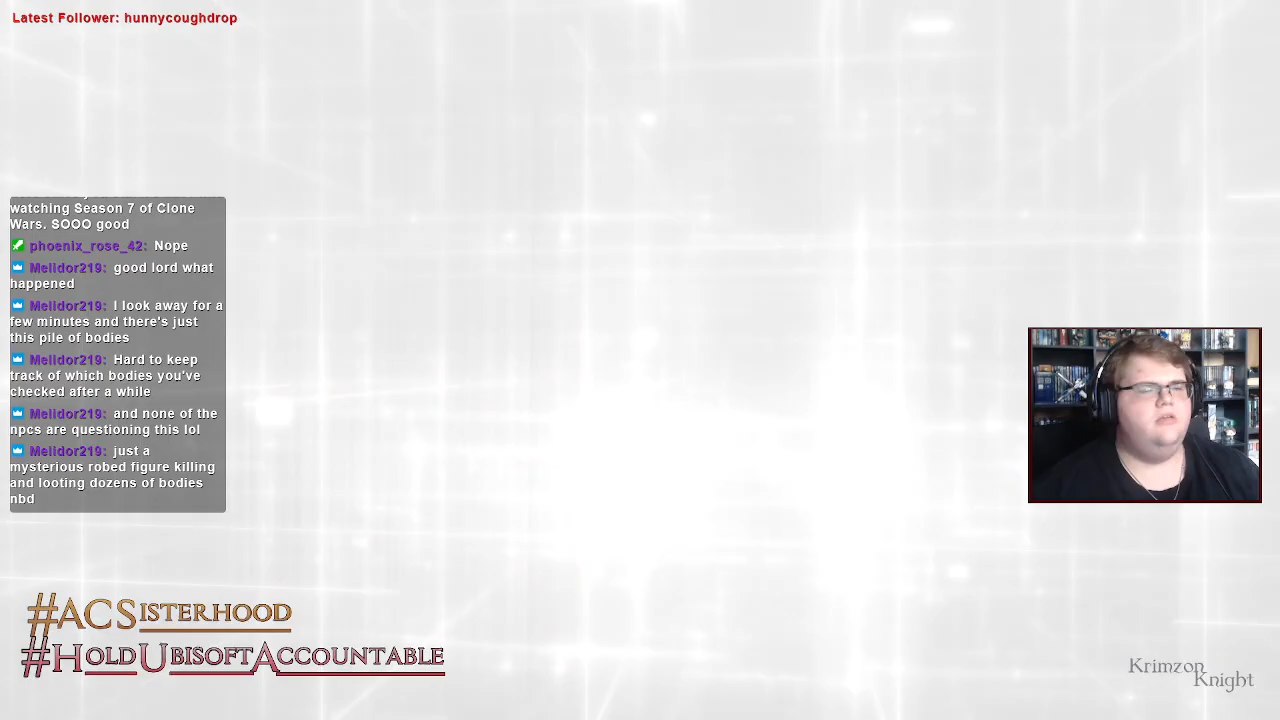 Latest Follower: hunnycoughdrop
watching Season 7 of Clone
Wars. SOOO good
phoenix_rose_42: Nope
Melidor219: good lord what
happened
Melidor219: I look away for a
few minutes and there's just
this pile of bodies
Melidor219: Hard to keep
track of which bodies you've
checked after a while
Melidor219: and none of the
npcs are questioning this lol
Melidor219: just a
mysterious robed figure killing
and looting dozens of bodies
nbd
#ACSisterhood
#HoldUbisoftAccountable
Krimzon
Knight